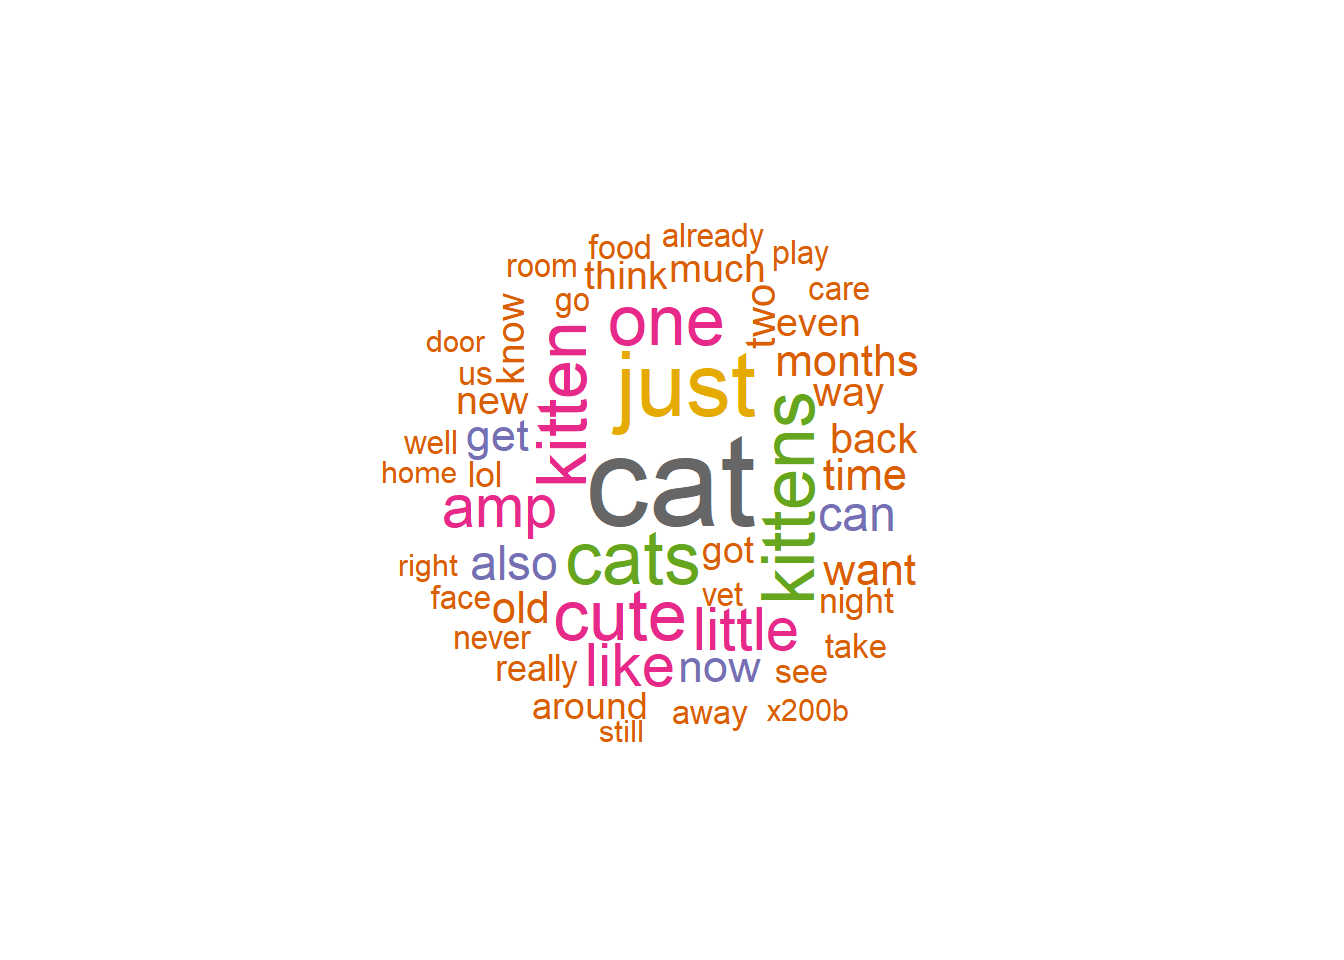 already
food
play
room
think
much
care
go
one
two
even
know
kitten
door
just
months
us
new
way
kittens
get
back
well
cat
home
lol
time
amp
can
cats
got
right
also
want
face
old
vet
night
cute
little
never
like
now
take
really
see
around
away
x200b
still